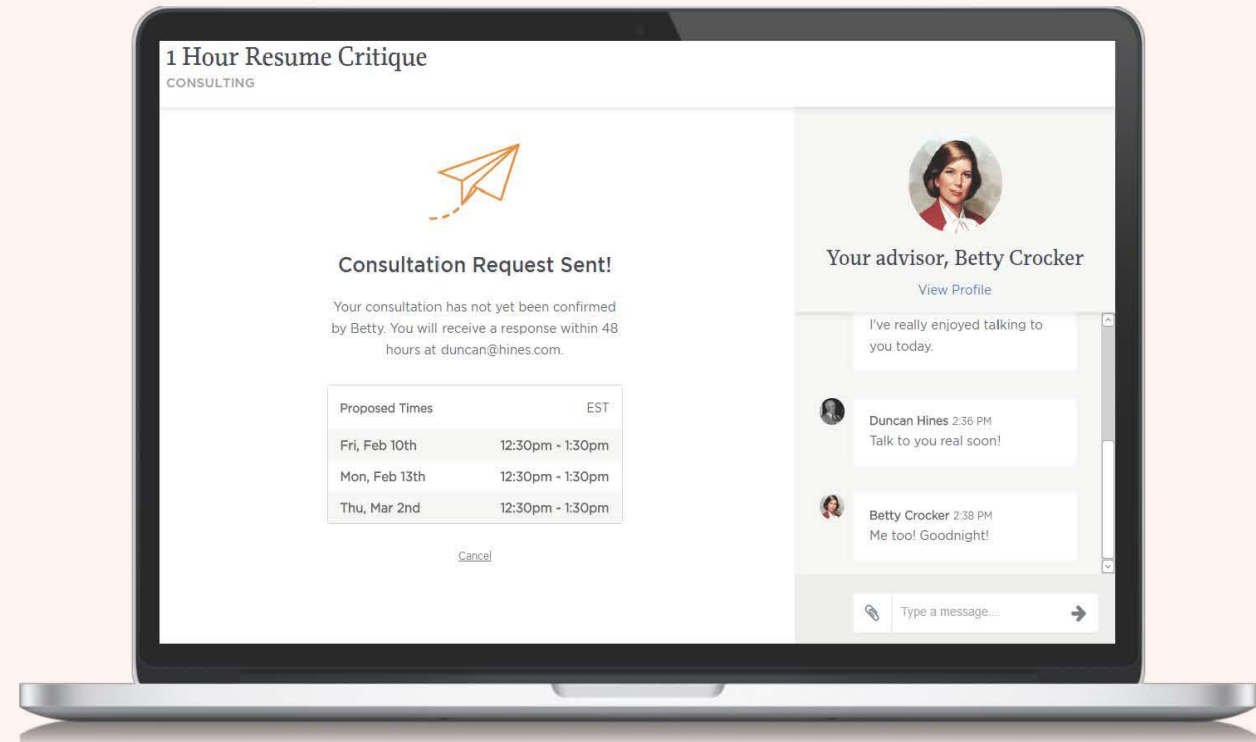 1 Hour Resume Critique
CONSULTING
Consultation Request Sent!
Your consultation has not yet been confirmed
by Betty. You will receive a response within 48
hours at duncan@hines.com.
Proposed Times EST
Fri, Feb 10th 12:30pm - 1:30pm
Mon, Feb 13th 12:30pm - 1:30pm
Thu, Mar 2nd 12:30pm - 1:30pm
Cancel
Your advisor, Betty Crocker
View Profile
I've really enjoyed talking to
you today.
Duncan Hines 2:36 PM
Talk to you real soon!
Betty Crocker 2:38 PM
Me too! Goodnight!
Type a message...